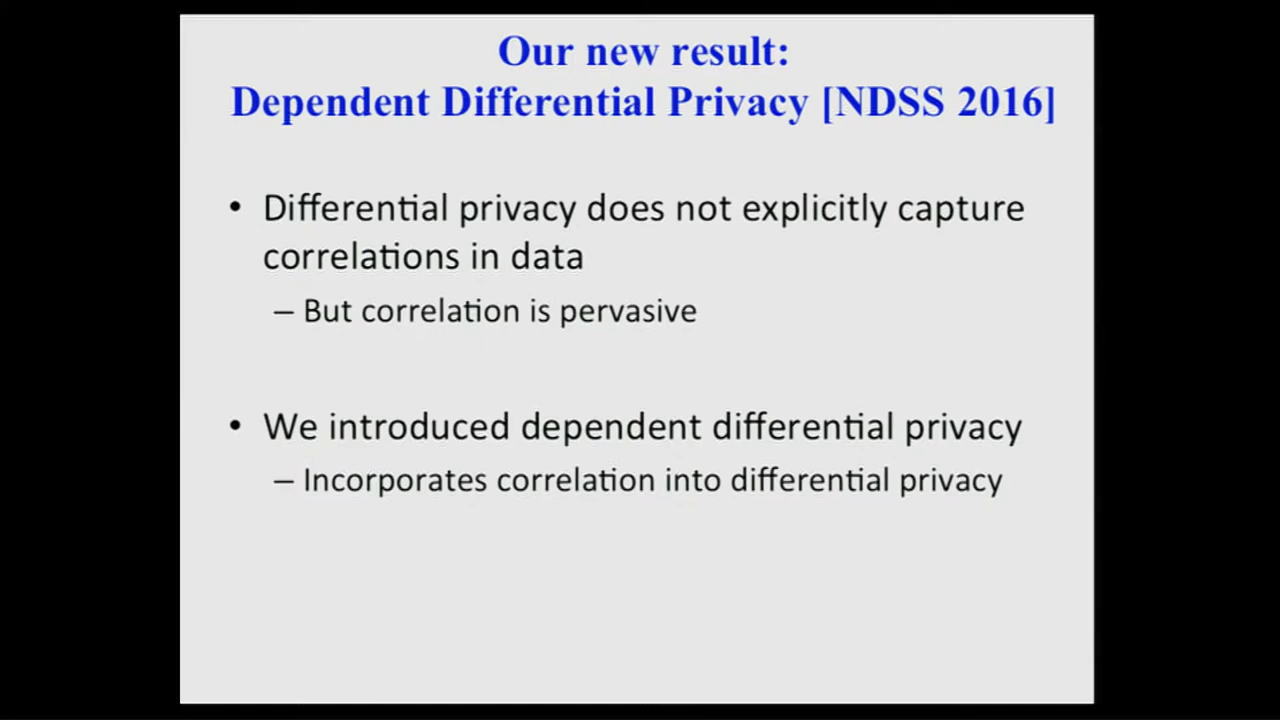 Our new result:
Dependent Differential Privacy [NDSS 2016]
• Differential privacy does not explicitly capture
correlations in data
– But correlation is pervasive
• We introduced dependent differential privacy
– Incorporates correlation into differential privacy